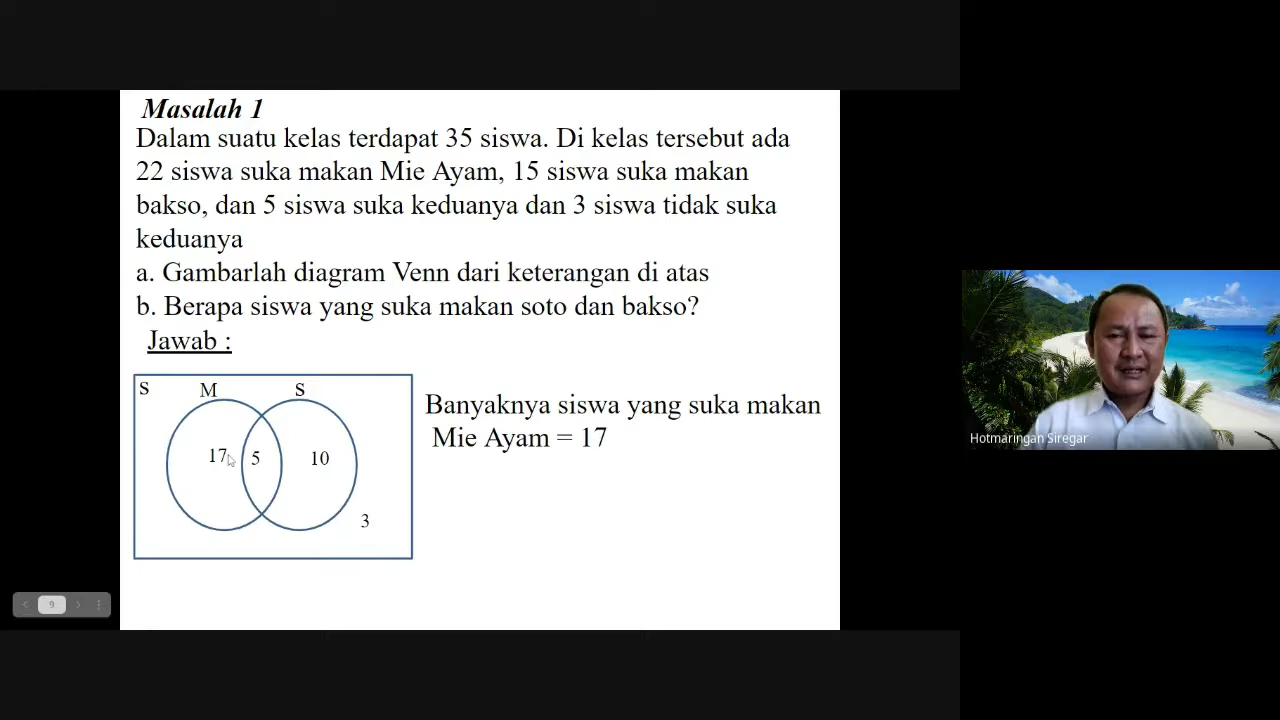 Masalah 1
Dalam suatu kelas terdapat 35 siswa. Di kelas tersebut ada
22 siswa suka makan Mie Ayam, 15 siswa suka makan
bakso, dan 5 siswa suka keduanya dan 3 siswa tidak suka
keduanya
a. Gambarlah diagram Venn dari keterangan di atas
b. Berapa siswa yang suka makan soto dan bakso?
Jawab :
S M S
17 5 10
3
Banyaknya siswa yang suka makan
Mie Ayam = 17
Hotmaringan Siregar
9